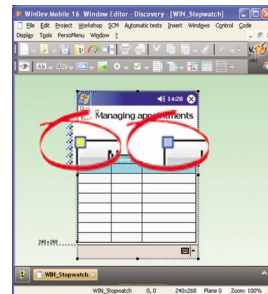 WinDev Mobile 16 Window Editor - Discovery - [WIN_Stopwatch]
File Edit Project Workshop SCM Automatic tests Insert Windows Control Code
Display Tools PersoMenu Window ?
14:20
Managing appointments
240x268
WIN_Stopwatch
WIN_Stopwatch 0, 0 240x268 Plane 0 Zoom: 100%